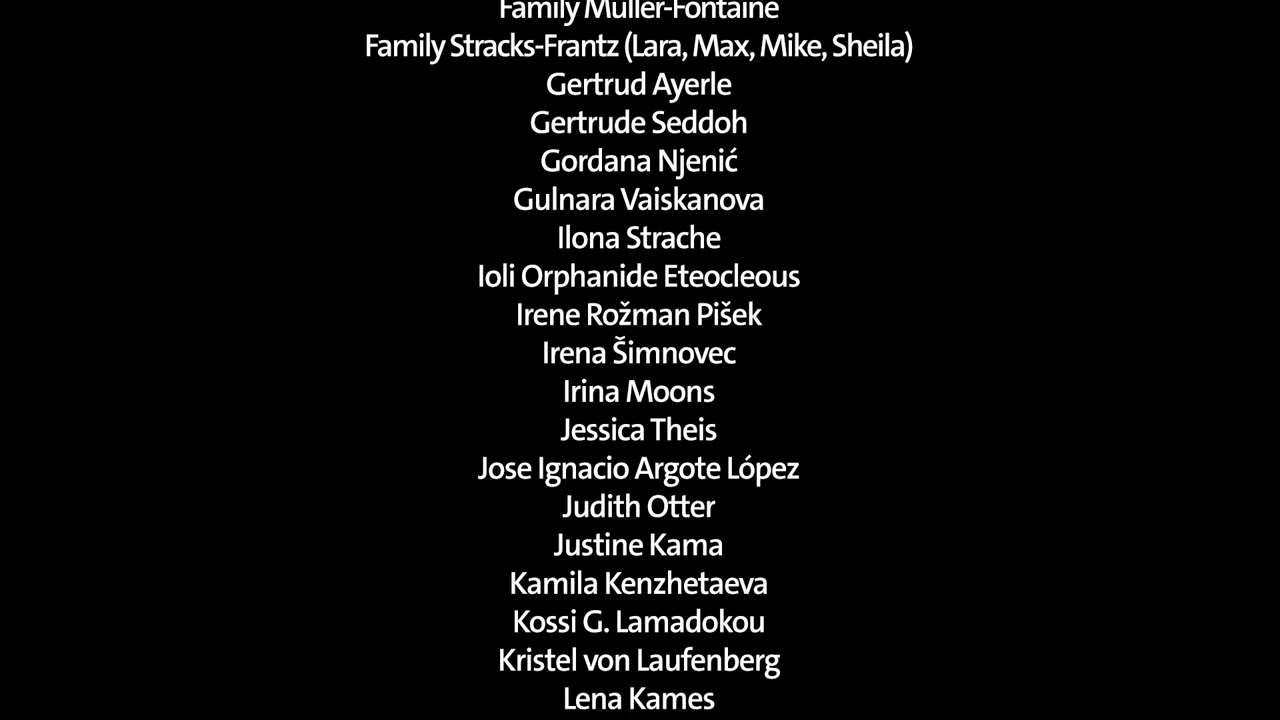 Family Müller-Fontaine
Family Stracks-Frantz (Lara, Max, Mike, Sheila)
Gertrud Ayerle
Gertrude Seddoh
Gordana Njenić
Gulnara Vaiskanova
Ilona Strache
Ioli Orphanide Eteocleous
Irene Rožman Pišek
Irena Šimnovec
Irina Moons
Jessica Theis
Jose Ignacio Argote López
Judith Otter
Justine Kama
Kamila Kenzhetaeva
Kossi G. Lamadokou
Kristel von Laufenberg
Lena Kames